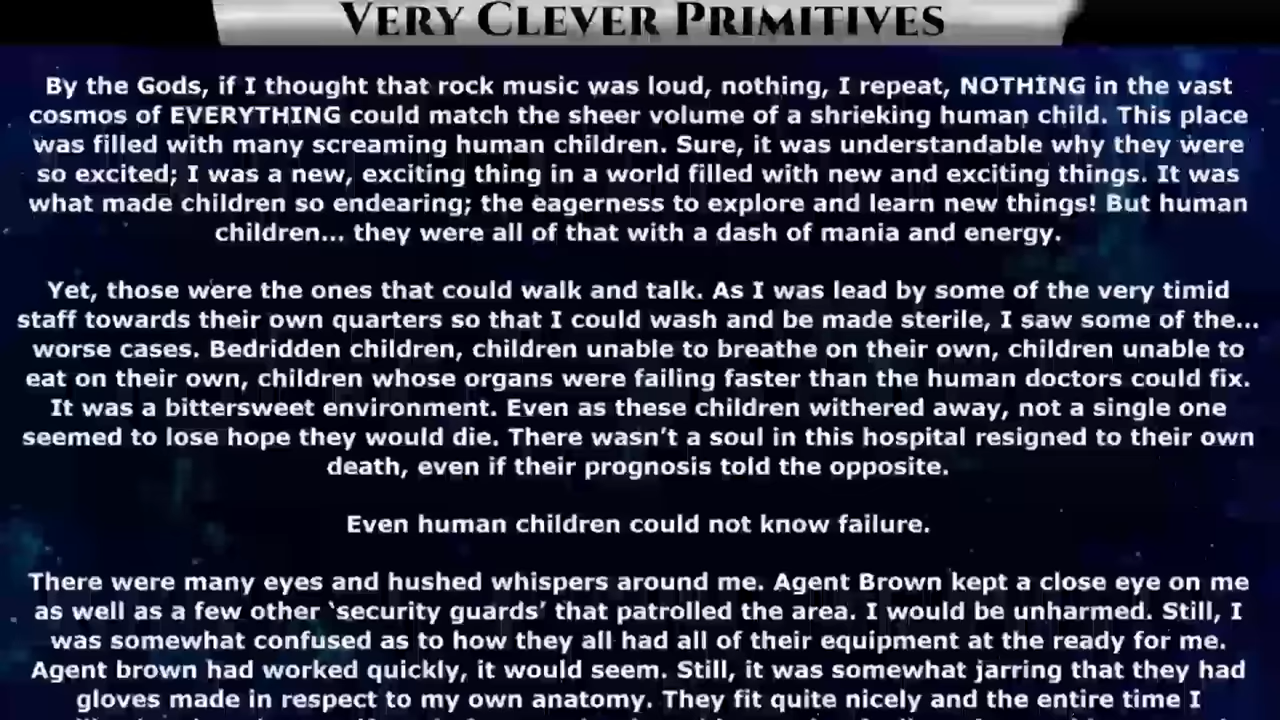 VERY CLEVER PRIMITIVES
By the Gods, if I thought that rock music was loud, nothing, I repeat, NOTHING in the vast
cosmos of EVERYTHING could match the sheer volume of a shrieking human child. This place
was filled with many screaming human children. Sure, it was understandable why they were
so excited; I was a new, exciting thing in a world filled with new and exciting things. It was
what made children so endearing; the eagerness to explore and learn new things! But human
children... they were all of that with a dash of mania and energy.
Yet, those were the ones that could walk and talk. As I was lead by some of the very timid
staff towards their own quarters so that I could wash and be made sterile, I saw some of the...
worse cases. Bedridden children, children unable to breathe on their own, children unable to
eat on their own, children whose organs were failing faster than the human doctors could fix.
It was a bittersweet environment. Even as these children withered away, not a single one
seemed to lose hope they would die. There wasn’t a soul in this hospital resigned to their own
death, even if their prognosis told the opposite.
Even human children could not know failure.
There were many eyes and hushed whispers around me. Agent Brown kept a close eye on me
as well as a few other ‘security guards’ that patrolled the area. I would be unharmed. Still, I
was somewhat confused as to how they all had all of their equipment at the ready for me.
Agent brown had worked quickly, it would seem. Still, it was somewhat jarring that they had
gloves made in respect to my own anatomy. They fit quite nicely and the entire time I